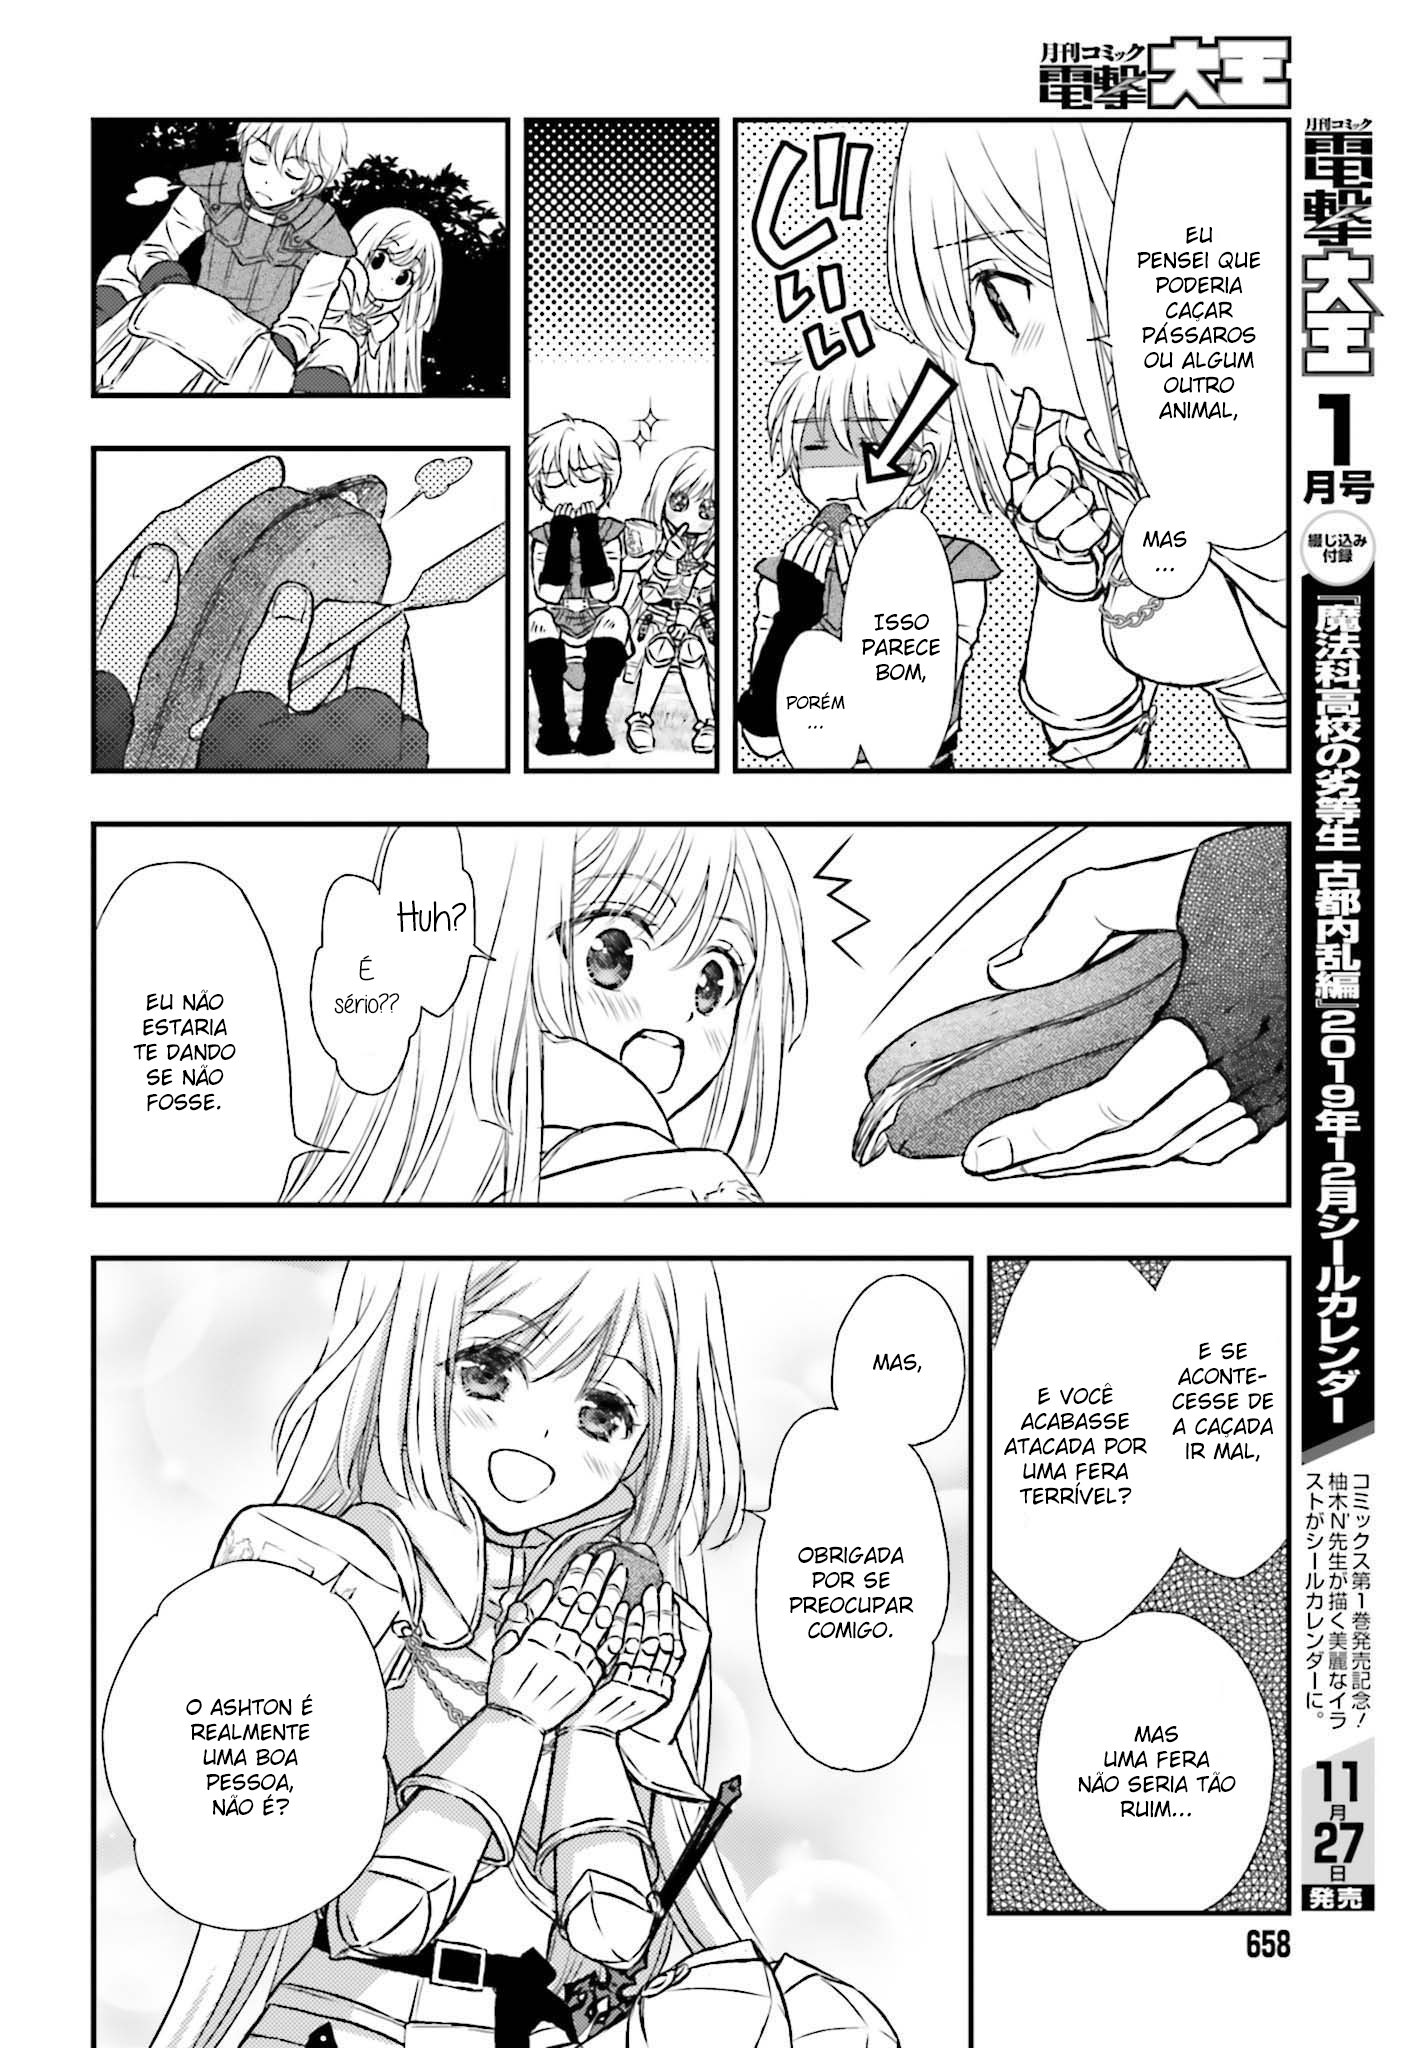 月刊コミック
電撃大王
EU
PENSEI QUE
PODERIA
CAÇAR
PÁSSAROS
OU ALGUM
OUTRO
ANIMAL,
MAS
...
じぃぃぃ
ISSO
PARECE
BOM,
PORÉM
...
Huh?
É
sério??
EU NÃO
ESTARIA
TE DANDO
SE NÃO
FOSSE.
E SE
ACONTE-
CESSE DE
A CAÇADA
IR MAL,
E VOCÊ
ACABASSE
ATACADA POR
UMA FERA
TERRÍVEL?
MAS
UMA FERA
NÃO SERIA TÃO
RUIM...
MAS,
OBRIGADA
POR SE
PREOCUPAR
COMIGO.
O ASHTON É
REALMENTE
UMA BOA
PESSOA,
NÃO É?
月刊コミック
電撃大王
1
月号
綴じ込み
付録
『魔法科高校の劣等生 古都内乱編』2019年12月シールカレンダー
コミックス第1巻発売記念!
柚木N'先生が描く美麗なイラ
ストがシールカレンダーに。
11
月
27
日
発売
658